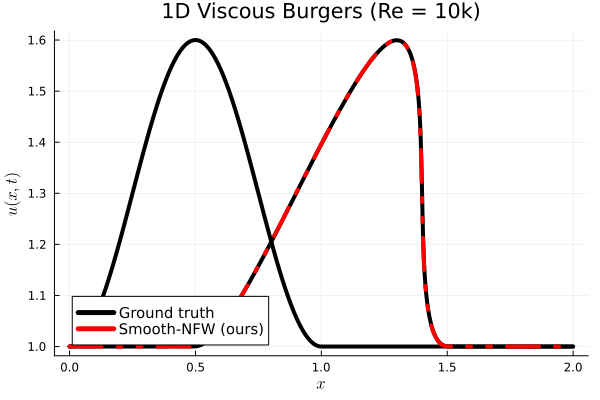 1D Viscous Burgers (Re = 10k)
1.6
1.5
1.4
1.3
1.2
1.1
1.0
u(x, t)
Ground truth
Smooth-NFW (ours)
0.0 0.5 1.0 1.5 2.0
x